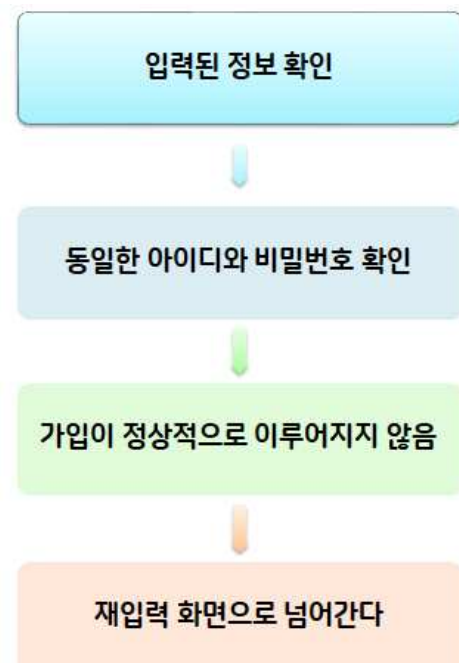 입력된 정보 확인
동일한 아이디와 비밀번호 확인
가입이 정상적으로 이루어지지 않음
재입력 화면으로 넘어간다